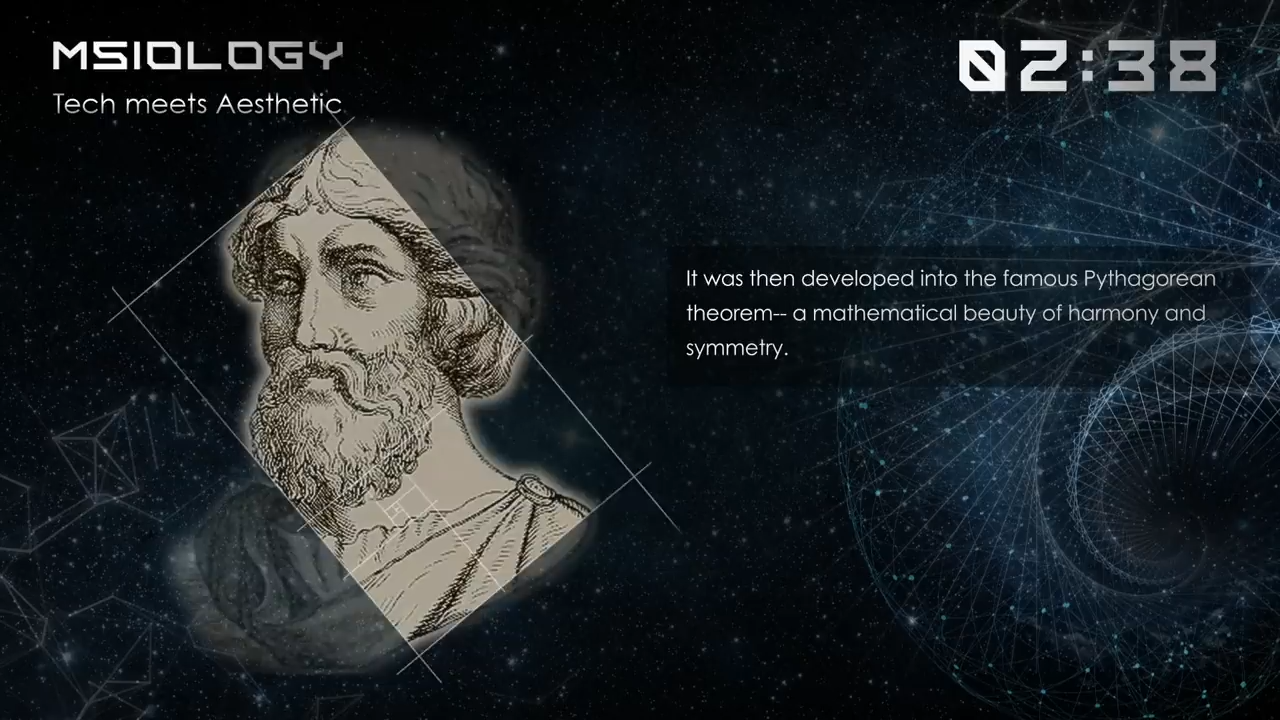 MSIOLOGY
Tech meets Aesthetic
02:38
It was then developed into the famous Pythagorean
theorem-- a mathematical beauty of harmony and
symmetry.